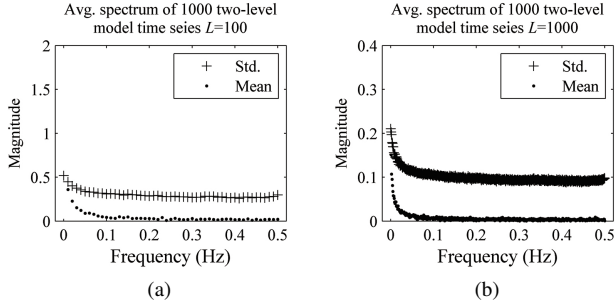 Avg. spectrum of 1000 two-level
model time seies L=100
2
1.5
1
0.5
0
Magnitude
Std.
Mean
0 0.1 0.2 0.3 0.4 0.5
Frequency (Hz)
(a)
Avg. spectrum of 1000 two-level
model time seies L=1000
0.4
0.3
0.2
0.1
0
Magnitude
Std.
Mean
0 0.1 0.2 0.3 0.4 0.5
Frequency (Hz)
(b)